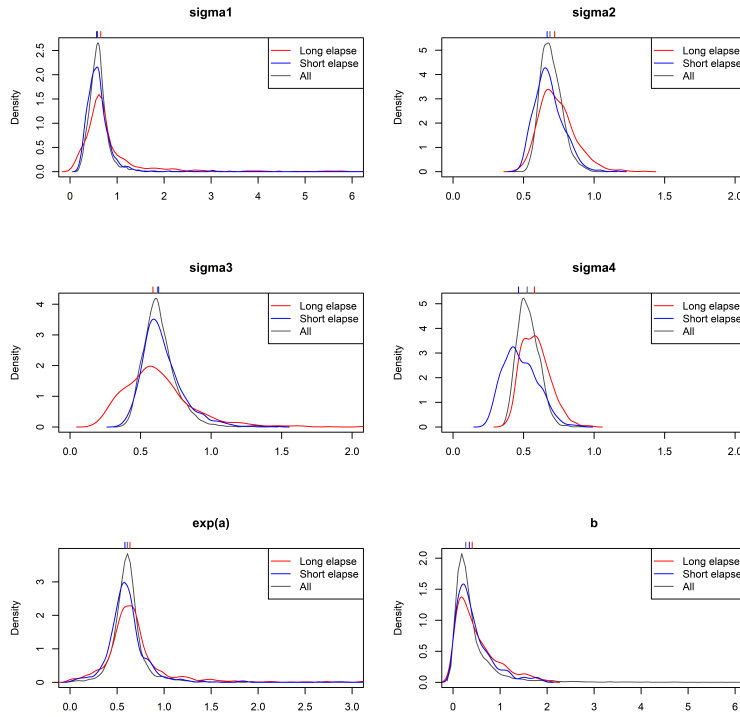 sigma1
Density
0.0 0.5 1.0 1.5 2.0 2.5
Long elapse
Short elapse
All
0 1 2 3 4 5 6
sigma2
0 1 2 3 4 5
Long elapse
Short elapse
All
0.0 0.5 1.0 1.5 2.0
Density
sigma3
Density
0 1 2 3 4
Long elapse
Short elapse
All
0.0 0.5 1.0 1.5 2.0
sigma4
Density
0 1 2 3 4 5
Long elapse
Short elapse
All
0.0 0.5 1.0 1.5 2.0
exp(a)
Density
0 1 2 3
Long elapse
Short elapse
All
0.0 0.5 1.0 1.5 2.0 2.5 3.0
b
Density
0.0 0.5 1.0 1.5 2.0
Long elapse
Short elapse
All
0 1 2 3 4 5 6